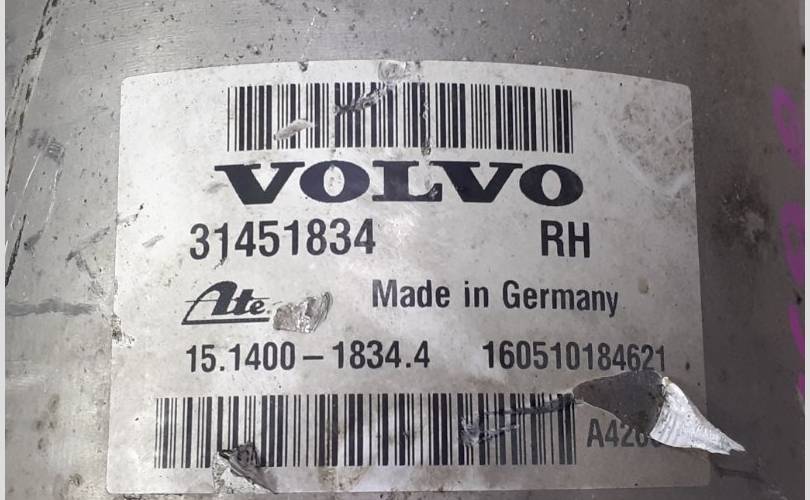 VOLVO
31451834 RH
Ate Made in Germany
15.1400-1834.4 160510184621